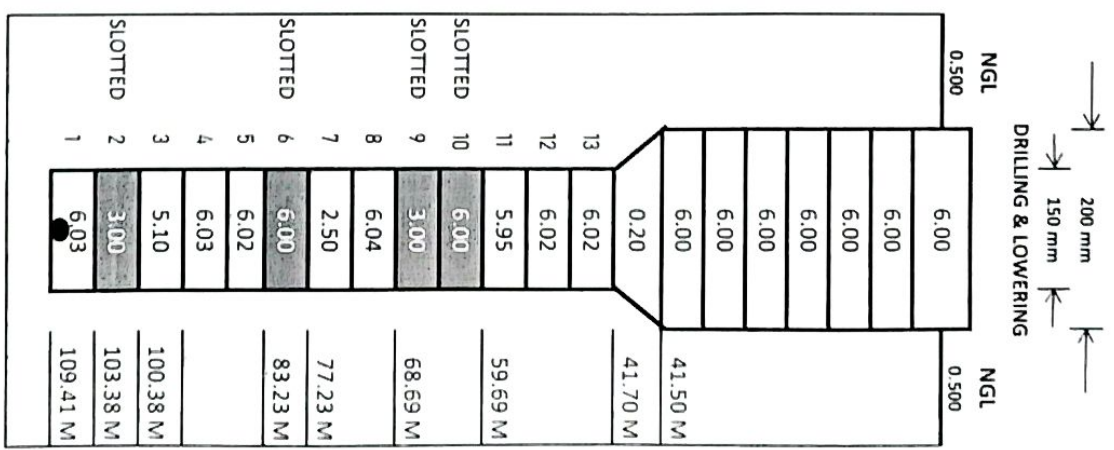 200 mm
150 mm
DRILLING & LOWERING
NGL NGL
0.500 0.500
6.00
6.00
6.00
6.00
6.00
6.00
6.00
41.50 M
0.20 41.70 M
13 6.02
12 6.02
11 5.95 59.69 M
SLOTTED 10 6.00
SLOTTED 9 3.00 68.69 M
8 6.04
7 2.50 77.23 M
SLOTTED 6 6.00 83.23 M
5 6.02
4 6.03
3 5.10 100.38 M
SLOTTED 2 3.00 103.38 M
1 6.03 109.41 M